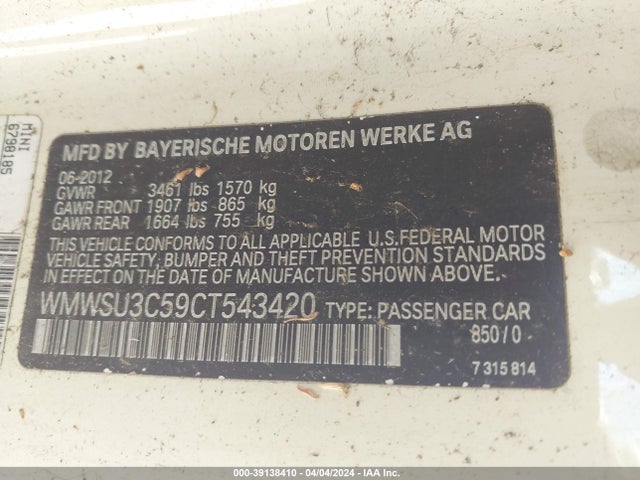 MINI
6298185
MFD BY BAYERISCHE MOTOREN WERKE AG
06-2012
GVWR 3461 lbs 1570 kg
GAWR FRONT 1907 lbs 865 kg
GAWR REAR 1664 lbs 755 kg
THIS VEHICLE CONFORMS TO ALL APPLICABLE U.S.FEDERAL MOTOR
VEHICLE SAFETY, BUMPER AND THEFT PREVENTION STANDARDS
IN EFFECT ON THE DATE OF MANUFACTURE SHOWN ABOVE.
WMWSU3C59CT543420 TYPE: PASSENGER CAR
850/0
7 315 814
000-39138410 - 04/04/2024 - IAA Inc.